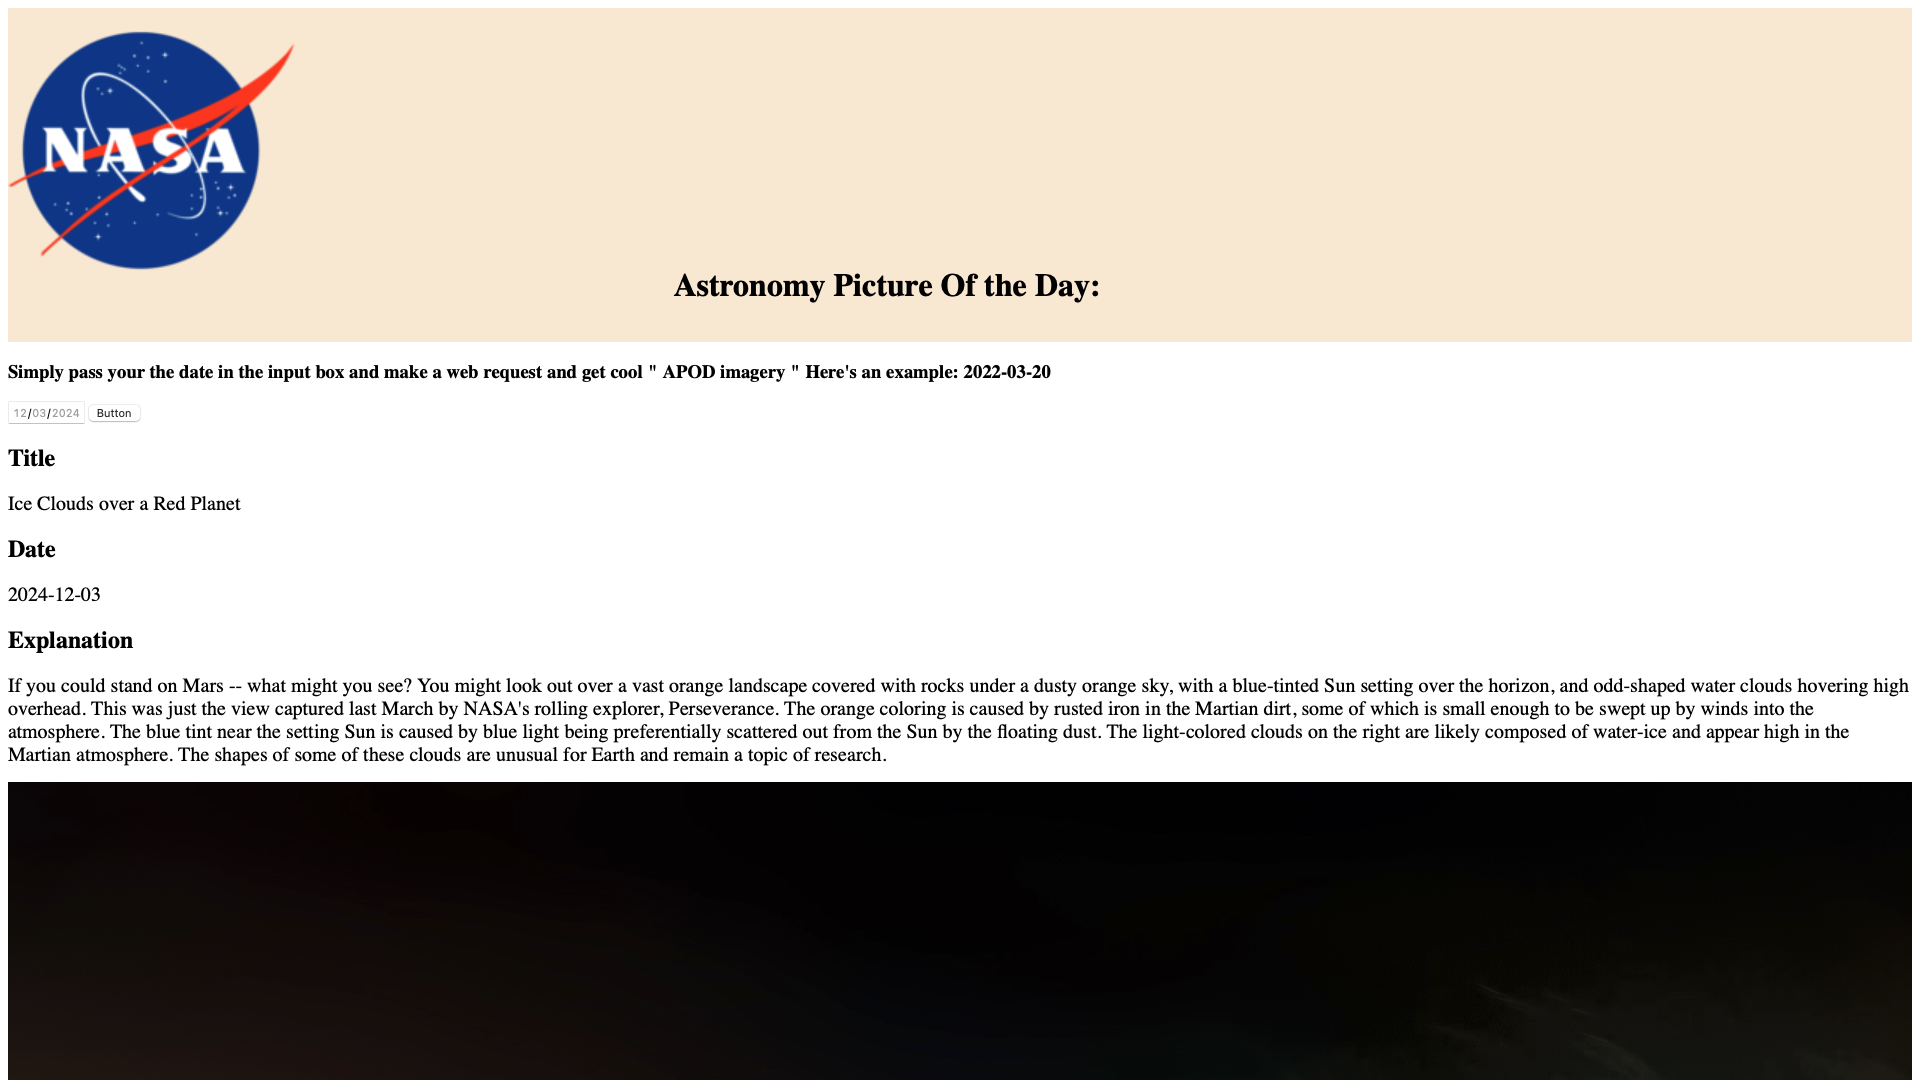 NASA
Astronomy Picture Of the Day:
Simply pass your the date in the input box and make a web request and get cool " APOD imagery " Here's an example: 2022-03-20
12/03/2024 Button
Title
Ice Clouds over a Red Planet
Date
2024-12-03
Explanation
If you could stand on Mars -- what might you see? You might look out over a vast orange landscape covered with rocks under a dusty orange sky, with a blue-tinted Sun setting over the horizon, and odd-shaped water clouds hovering high
overhead. This was just the view captured last March by NASA's rolling explorer, Perseverance. The orange coloring is caused by rusted iron in the Martian dirt, some of which is small enough to be swept up by winds into the
atmosphere. The blue tint near the setting Sun is caused by blue light being preferentially scattered out from the Sun by the floating dust. The light-colored clouds on the right are likely composed of water-ice and appear high in the
Martian atmosphere. The shapes of some of these clouds are unusual for Earth and remain a topic of research.